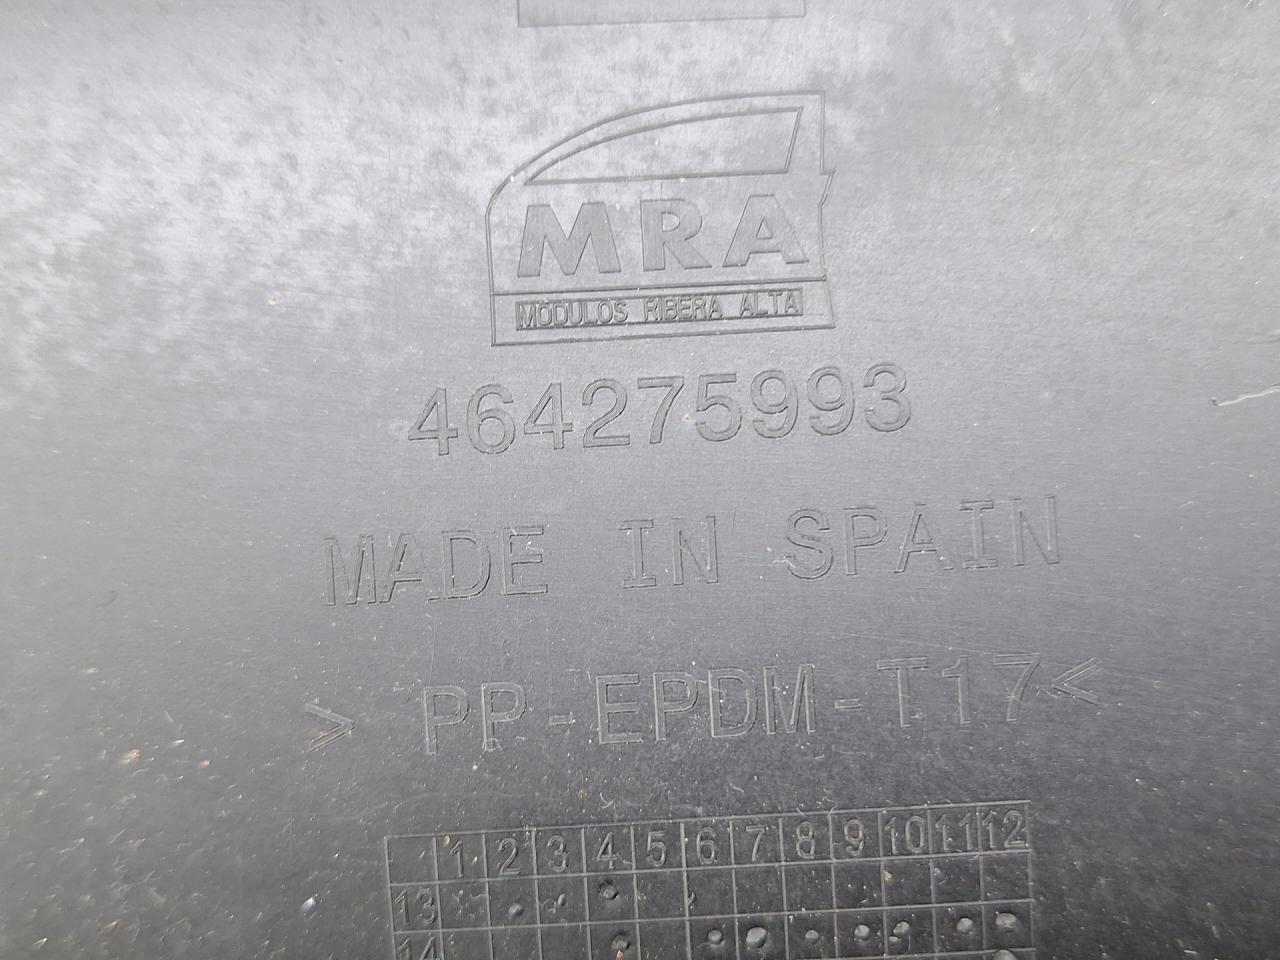 MRA
MÓDULOS RIBERA ALTA
464275993
MADE IN SPAIN
> PP-EPDM-T17<
1 2 3 4 5 6 7 8 9 10 11 12
13
14